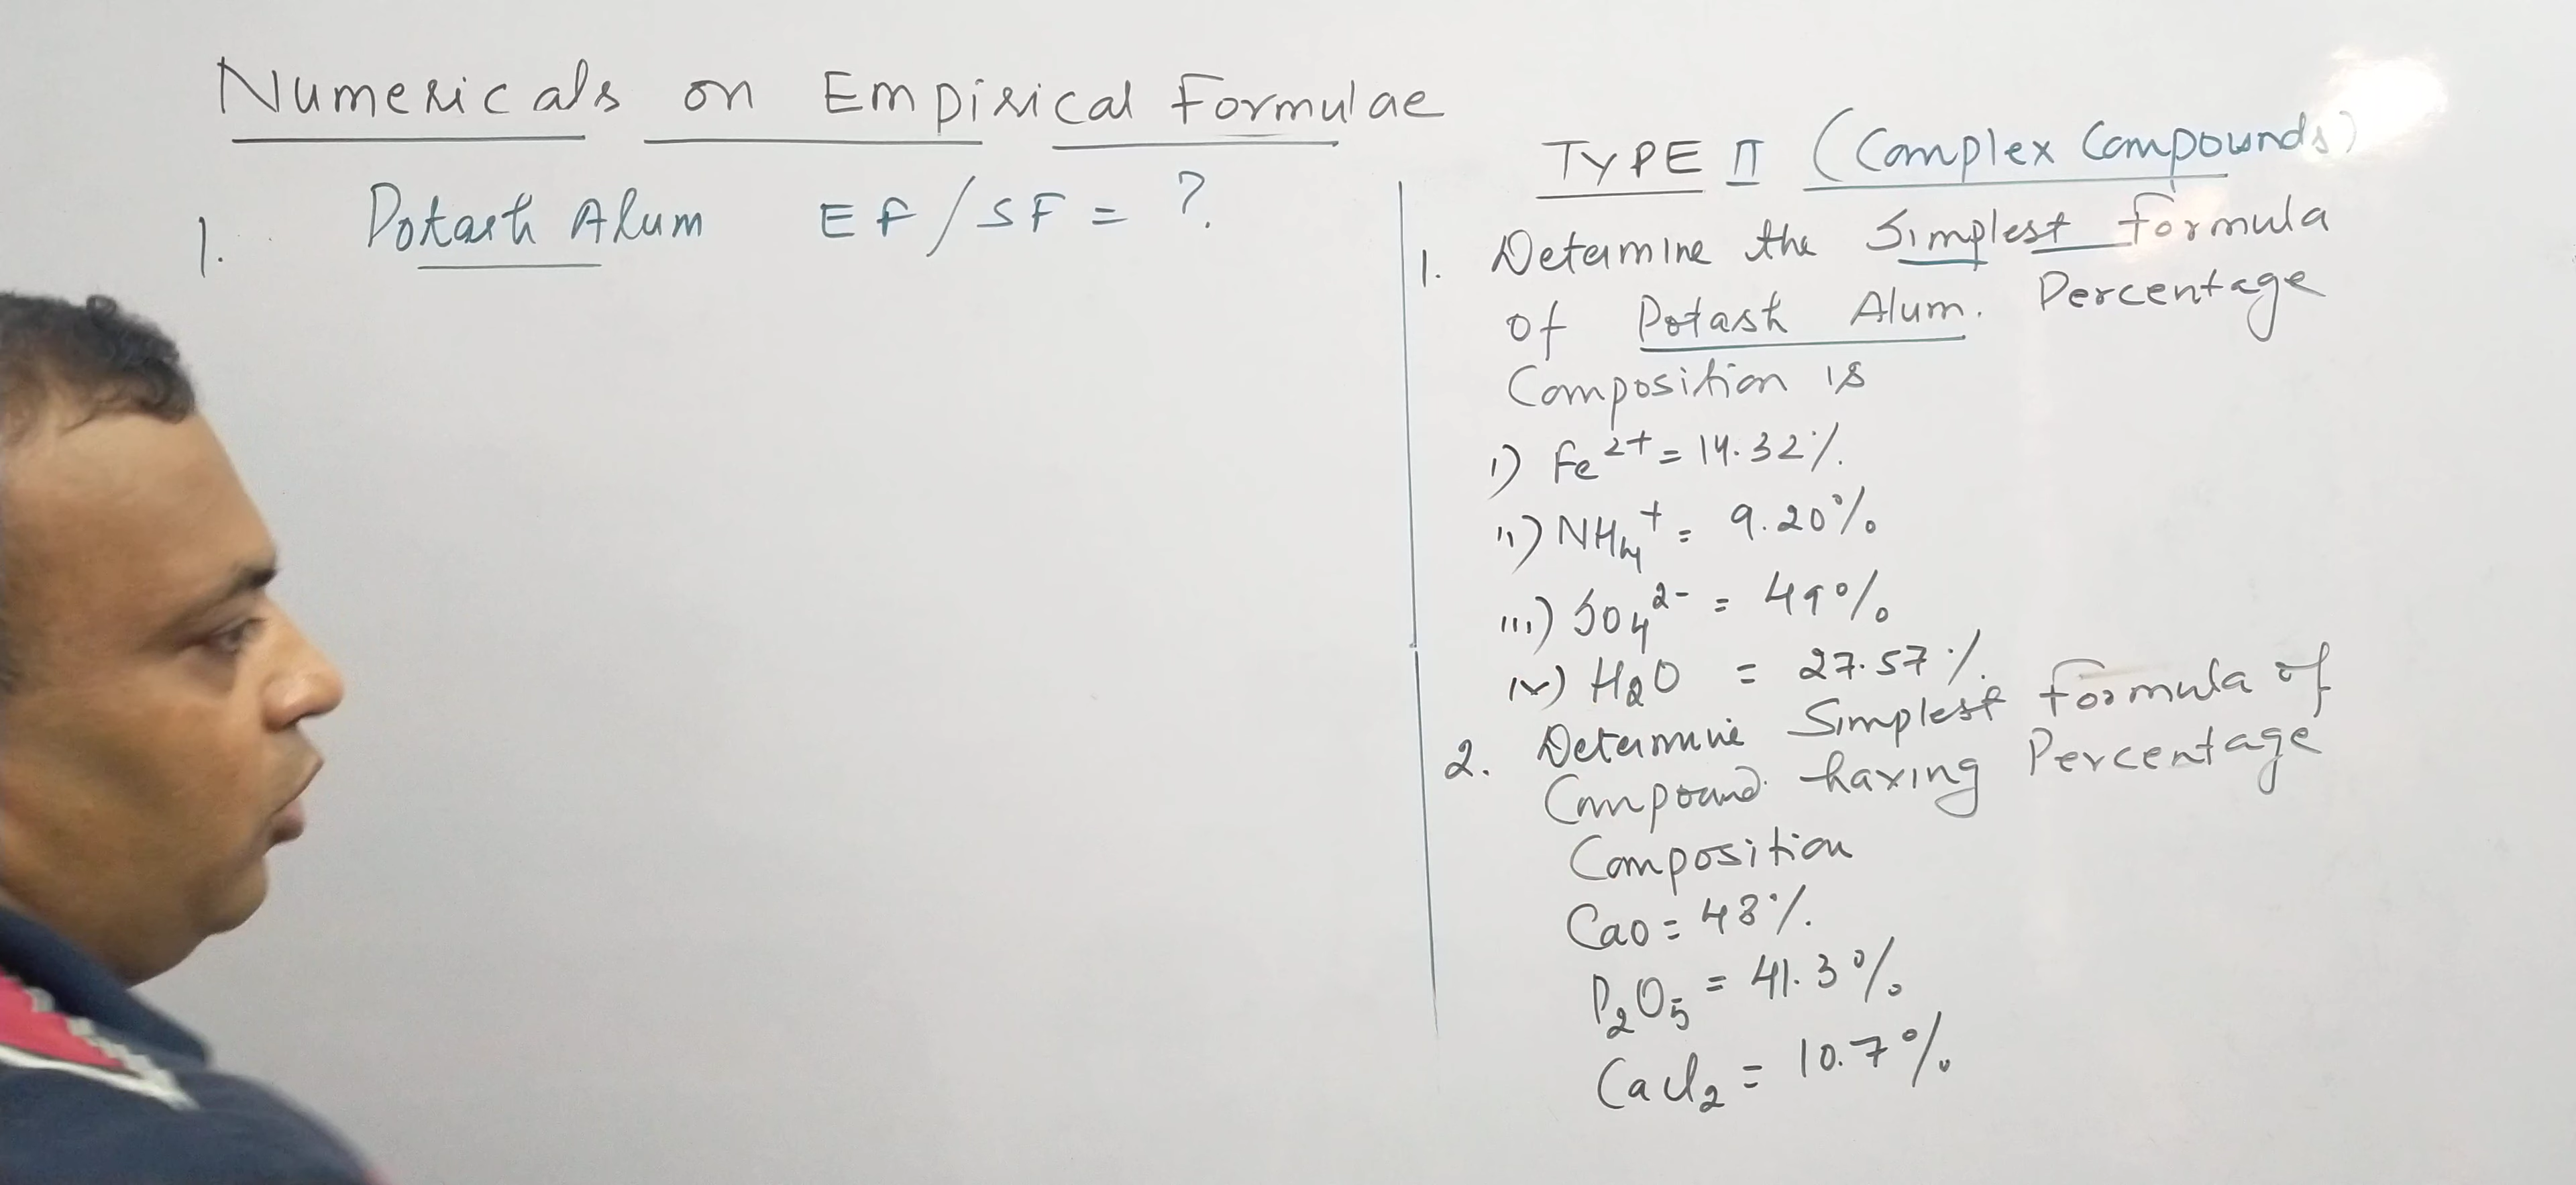 Numericals on Empirical Formulae
1. Potash Alum EF/SF = ?
TYPE II (Complex Compounds)
1. Determine the Simplest formula
of Potash Alum. Percentage
Composition is
i) Fe²⁺ = 14.32%
ii) NH₄⁺ = 9.20%
iii) SO₄²⁻ = 49%
iv) H₂O = 27.57%
2. Determine Simplest formula of
Compound having Percentage
Composition
CaO = 48%
P₂O₅ = 41.3%
CaCl₂ = 10.7%